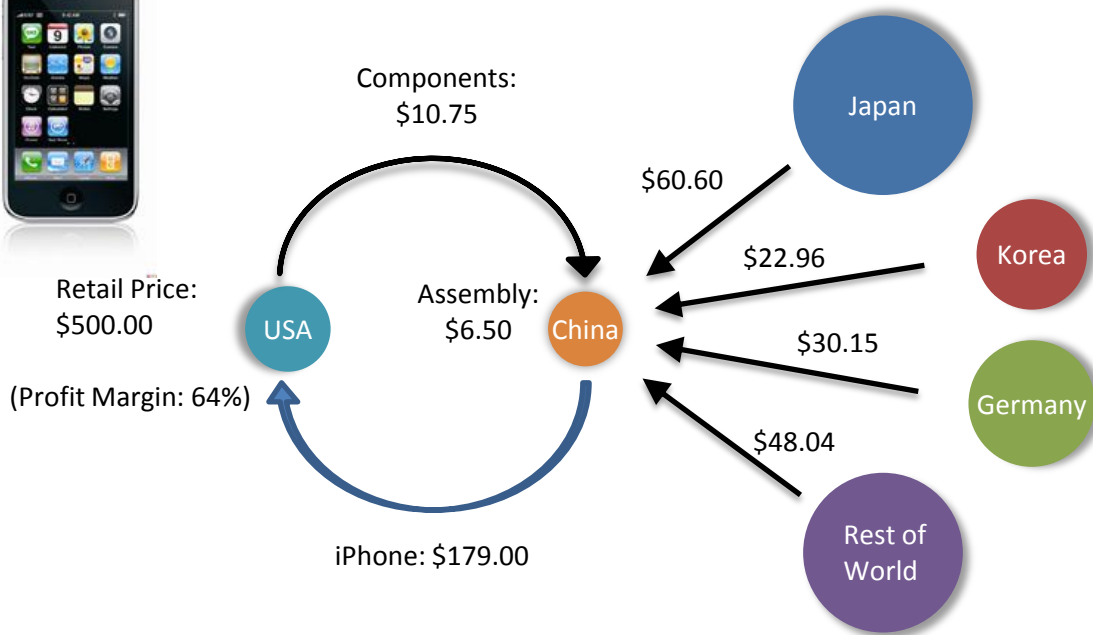 Components:
$10.75
Japan
$60.60
Korea
$22.96
Retail Price:
$500.00
USA
Assembly:
$6.50
China
$30.15
(Profit Margin: 64%)
Germany
$48.04
Rest of
World
iPhone: $179.00
9